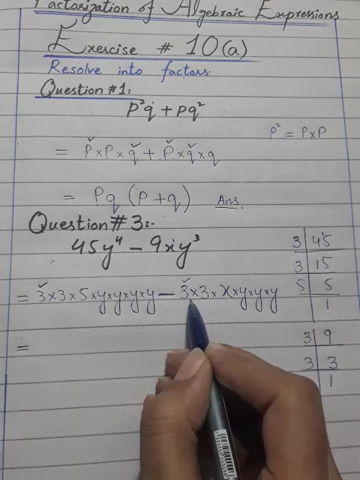 Factorization of Algebraic Expressions
Exercise # 10(a)
Resolve into factors.
Question #1:
p²q + pq²
p² = p×p
= p×p×q + p×q×q
= pq (p+q) Ans.
Question #3:-
45y⁴ - 9xy³
= 3×3×5×y×y×y×y - 3×3×x×y×y×y
=
3 | 45
3 | 15
5 | 5
1
3 | 9
3 | 3
1